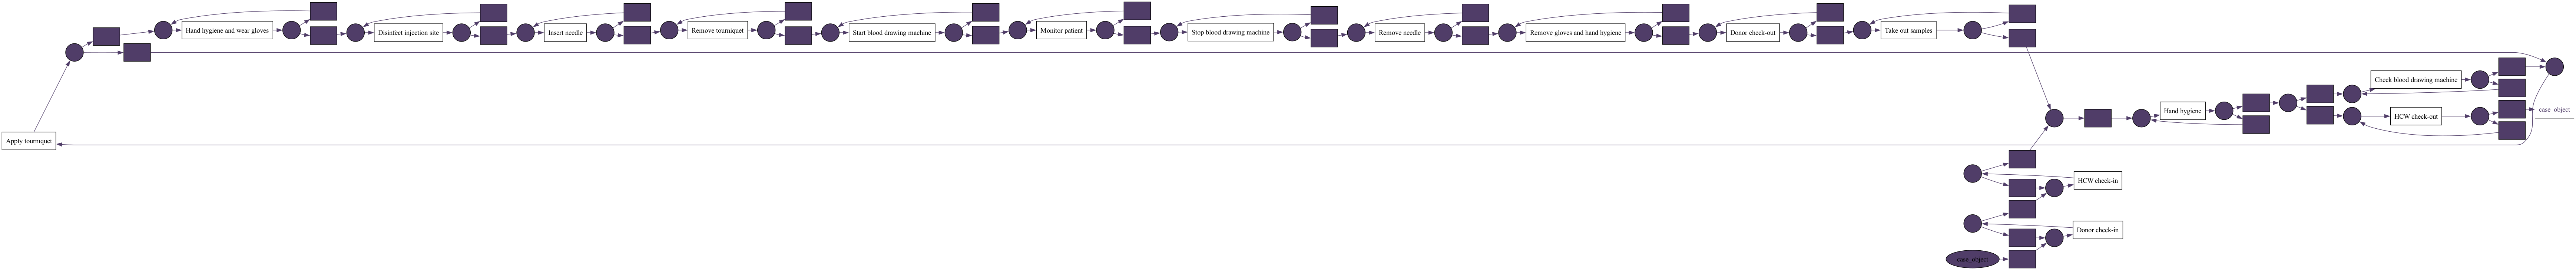 Hand hygiene and wear gloves
Disinfect injection site
Insert needle
Remove tourniquet
Start blood drawing machine
Monitor patient
Stop blood drawing machine
Remove needle
Remove gloves and hand hygiene
Donor check-out
Take out samples
Check blood drawing machine
Hand hygiene
case_object
HCW check-out
Apply tourniquet
HCW check-in
Donor check-in
case_object